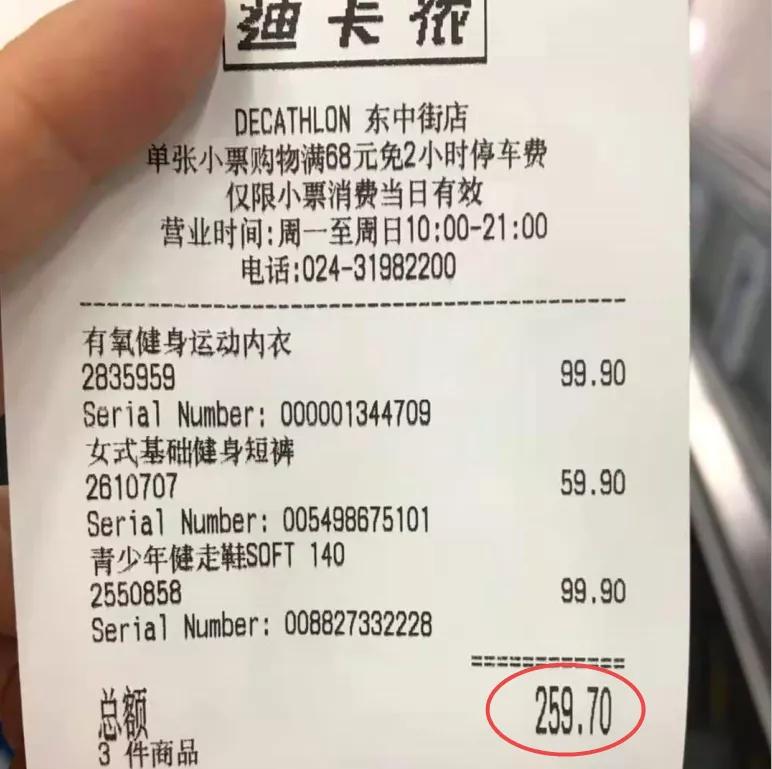 迪卡侬
DECATHLON 东中街店
单张小票购物满68元免2小时停车费
仅限小票消费当日有效
营业时间:周一至周日10:00-21:00
电话:024-31982200
有氧健身运动内衣
2835959 99.90
Serial Number: 000001344709
女式基础健身短裤
2610707 59.90
Serial Number: 005498675101
青少年健走鞋SOFT 140
2550858 99.90
Serial Number: 008827332228
总额 259.70
3 件商品